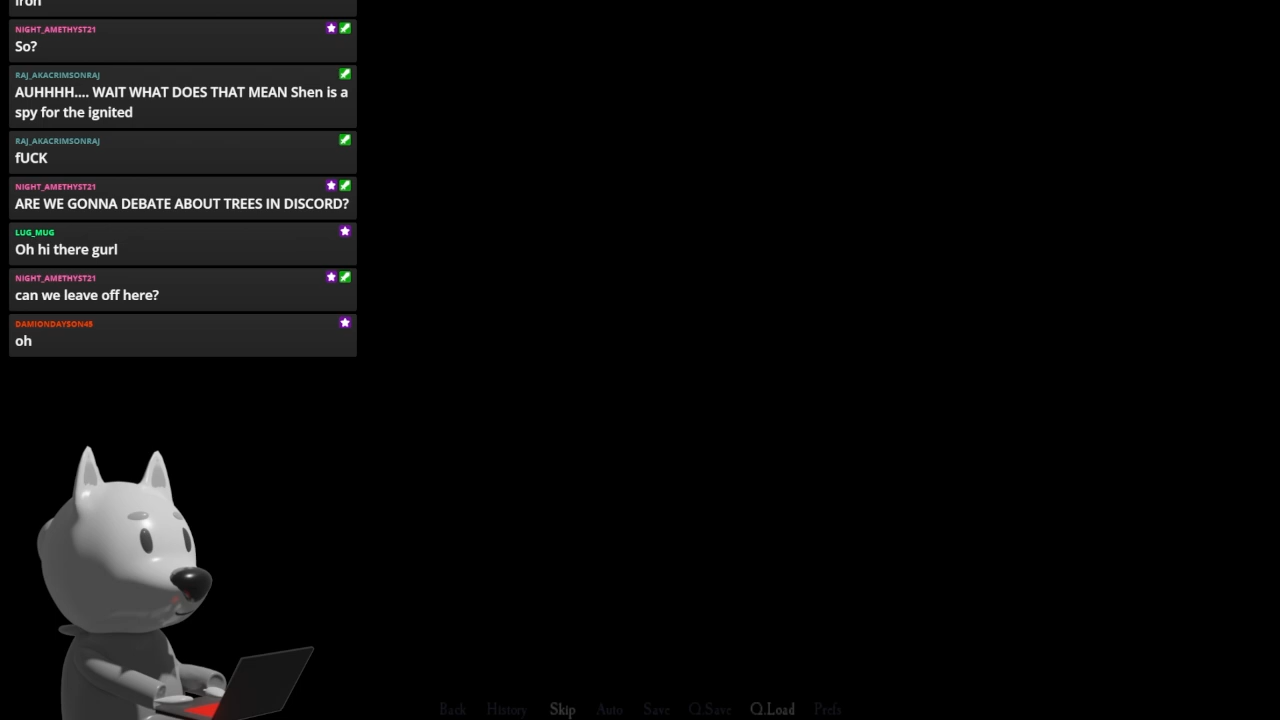 iron
NIGHT_AMETHYST21
So?
RAJ_AKACRIMSONRAJ
AUHHHH.... WAIT WHAT DOES THAT MEAN Shen is a
spy for the ignited
RAJ_AKACRIMSONRAJ
fUCK
NIGHT_AMETHYST21
ARE WE GONNA DEBATE ABOUT TREES IN DISCORD?
LUG_MUG
Oh hi there gurl
NIGHT_AMETHYST21
can we leave off here?
DAMIONDAYSON45
oh
Back History Skip Auto Save Q.Save Q.Load Prefs